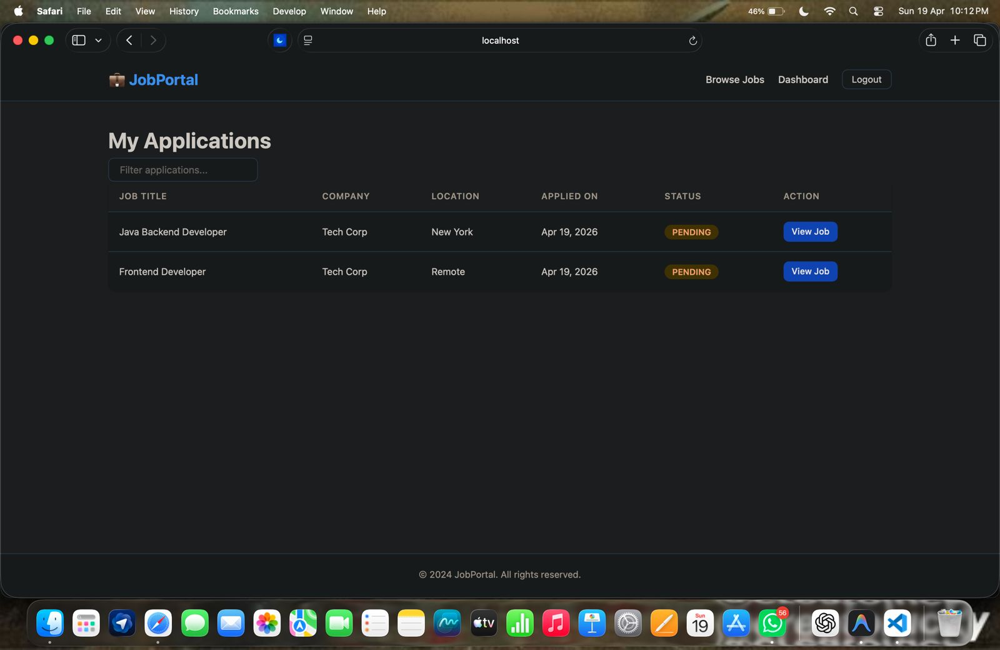 Safari File Edit View History Bookmarks Develop Window Help 46% Sun 19 Apr 10:12 PM
localhost
JobPortal Browse Jobs Dashboard Logout
My Applications
Filter applications...
JOB TITLE COMPANY LOCATION APPLIED ON STATUS ACTION
Java Backend Developer Tech Corp New York Apr 19, 2026 PENDING View Job
Frontend Developer Tech Corp Remote Apr 19, 2026 PENDING View Job
© 2024 JobPortal. All rights reserved.
tv Sun 19 56